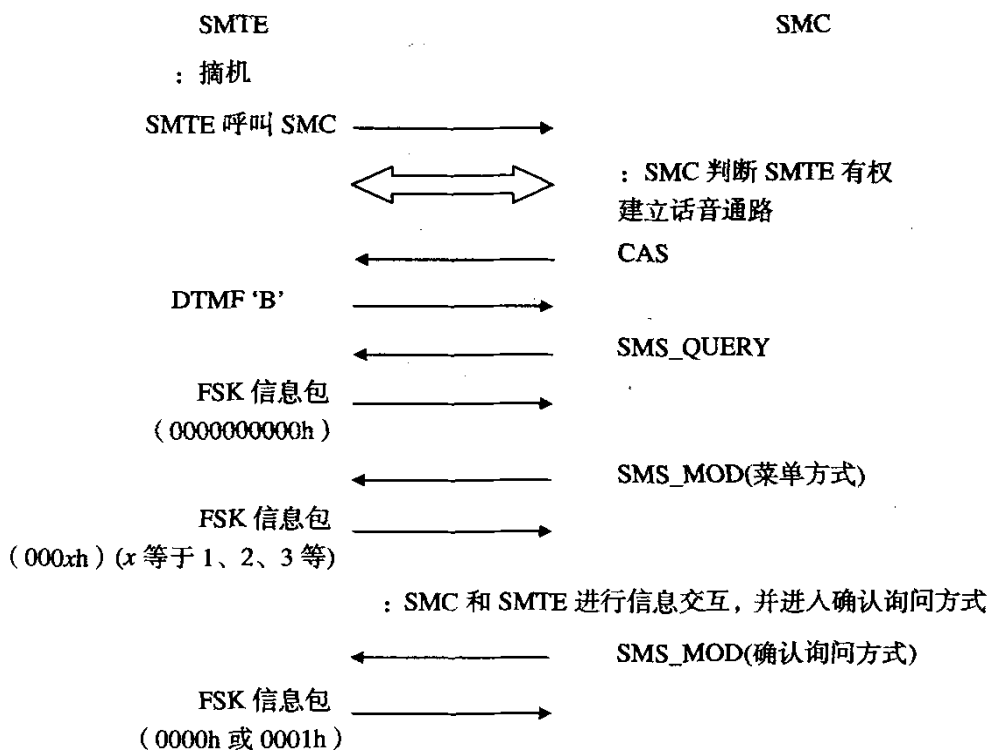 SMTE SMC
：摘机
SMTE 呼叫 SMC
：SMC 判断 SMTE 有权
建立话音通路
CAS
DTMF ‘B’
SMS_QUERY
FSK 信息包
（0000000000h）
SMS_MOD(菜单方式)
FSK 信息包
（000xh）(x 等于 1、2、3 等)
：SMC 和 SMTE 进行信息交互，并进入确认询问方式
SMS_MOD(确认询问方式)
FSK 信息包
（0000h 或 0001h）